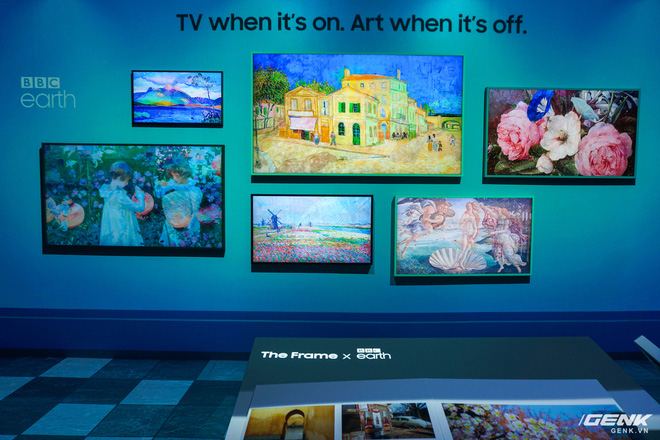 TV when it's on. Art when it's off.
BBC
earth
The Frame x BBC earth
GENK
GENK.VN